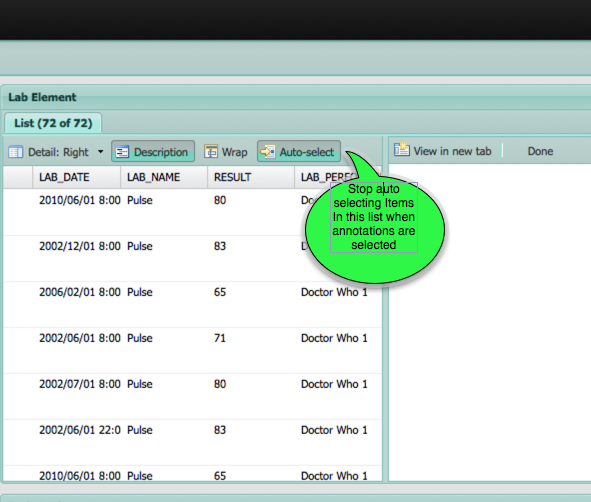 Lab Element
List (72 of 72)
Detail: Right Description Wrap Auto-select View in new tab Done
LAB_DATE LAB_NAME RESULT
Stop auto
selecting Items
In this list when
annotations are
selected
2010/06/01 8:00 Pulse 80
2002/12/01 8:00 Pulse 83
2006/02/01 8:00 Pulse 65 Doctor Who 1
2002/06/01 8:00 Pulse 71 Doctor Who 1
2002/07/01 8:00 Pulse 80 Doctor Who 1
2002/06/01 22:0 Pulse 83 Doctor Who 1
2010/06/01 8:00 Pulse 65 Doctor Who 1